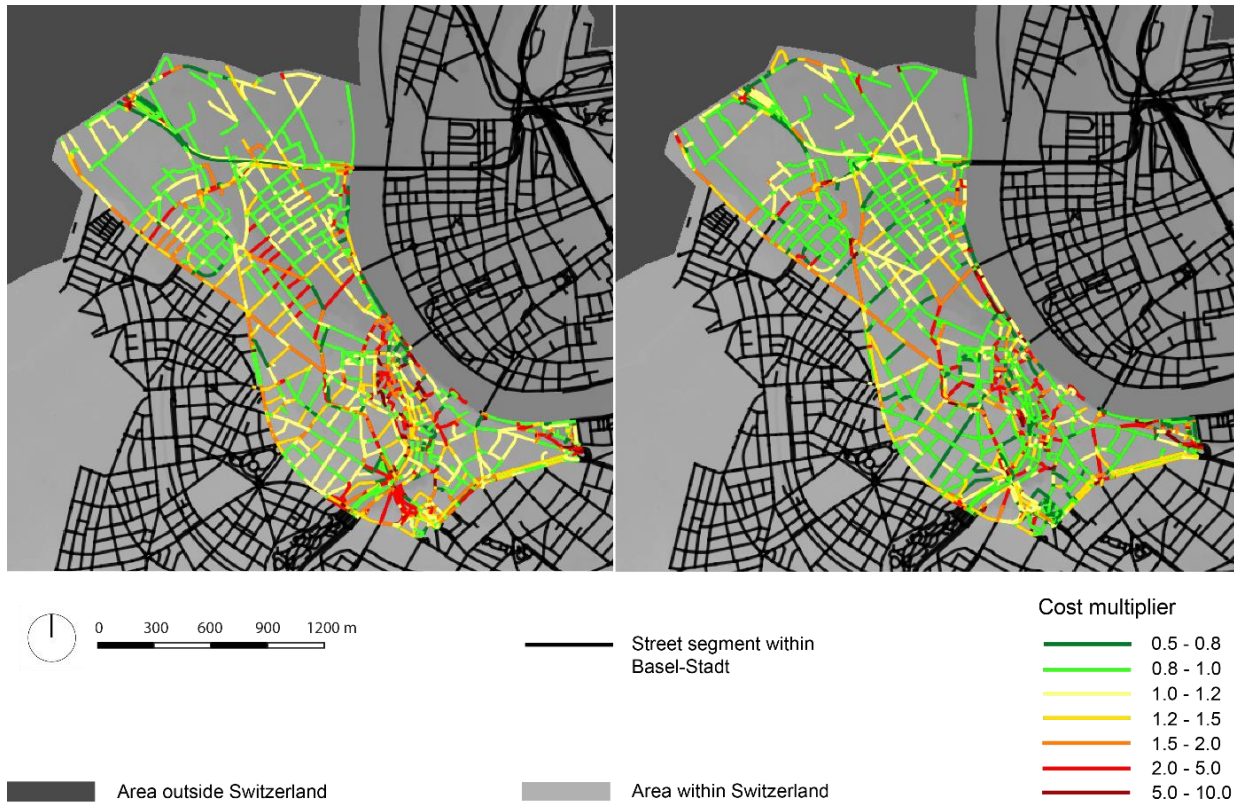 0 300 600 900 1200 m
Street segment within
Basel-Stadt
Area outside Switzerland
Area within Switzerland
Cost multiplier
0.5 - 0.8
0.8 - 1.0
1.0 - 1.2
1.2 - 1.5
1.5 - 2.0
2.0 - 5.0
5.0 - 10.0